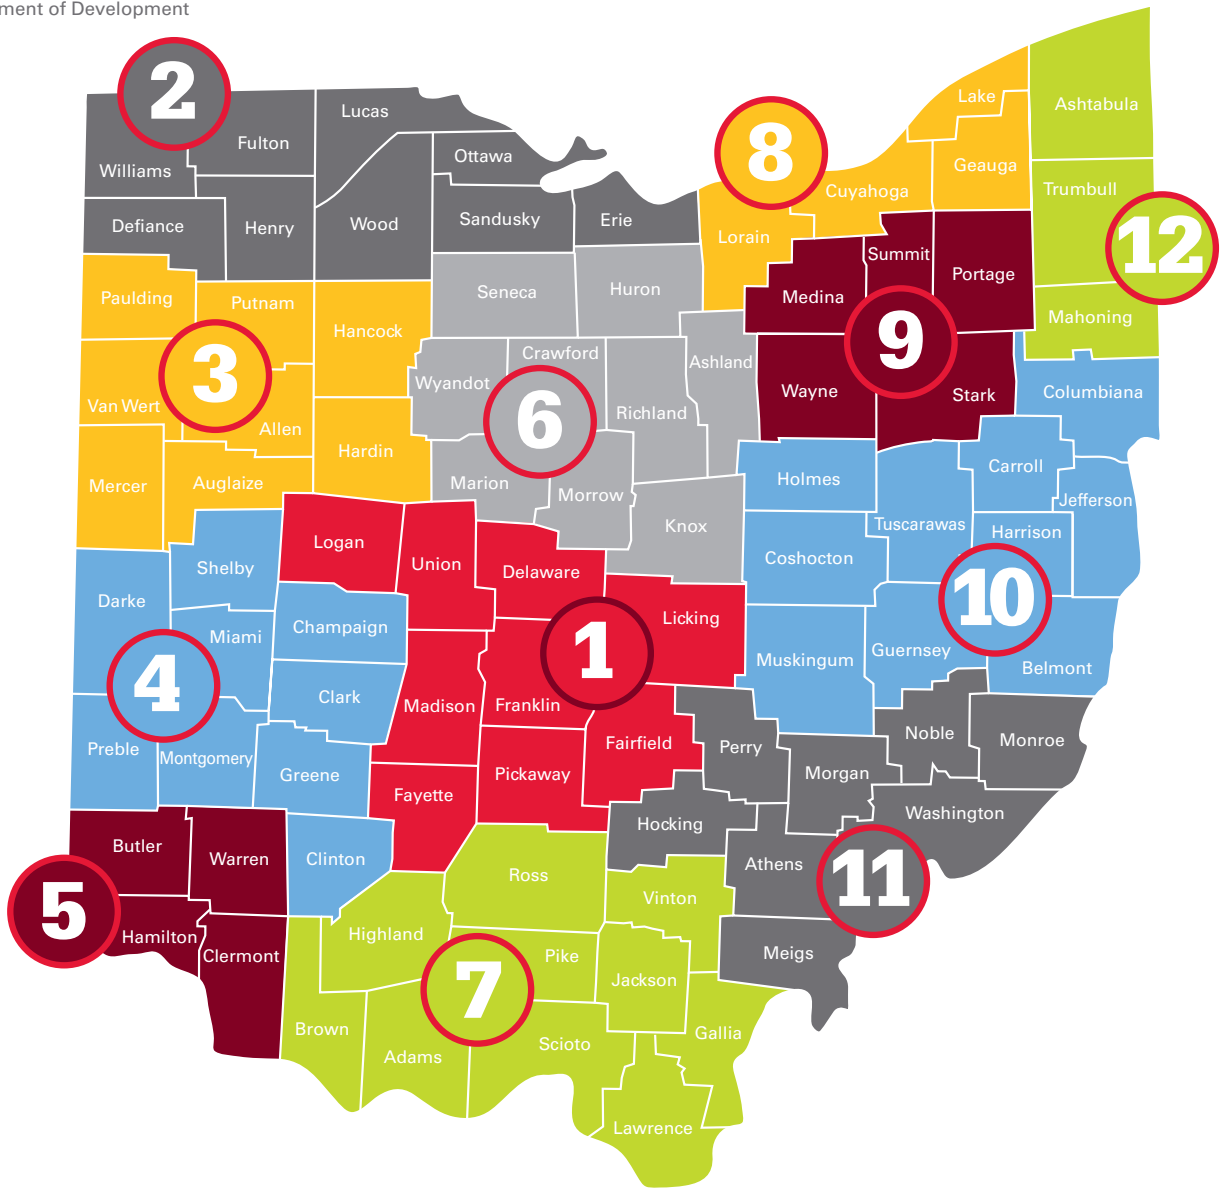 ment of Development
2
Lucas
Fulton
Williams
Ottawa
Defiance
Henry
Wood
Sandusky
Erie
8
Lake
Ashtabula
Geauga
Cuyahoga
Lorain
Trumbull
12
Paulding
Putnam
Hancock
Seneca
Huron
Medina
Summit
Portage
Mahoning
3
Van Wert
Allen
Hardin
Mercer
Auglaize
Wyandot
Crawford
Ashland
6
Richland
Marion
Morrow
Knox
9
Wayne
Stark
Columbiana
Holmes
Carroll
Jefferson
Tuscarawas
Harrison
Coshocton
10
Muskingum
Guernsey
Belmont
Logan
Union
Delaware
Licking
1
Shelby
Darke
Champaign
Miami
4
Clark
Madison
Franklin
Fairfield
Preble
Montgomery
Greene
Fayette
Pickaway
Perry
Noble
Monroe
Morgan
Washington
Hocking
Athens
11
Meigs
Butler
Warren
Clinton
5
Hamilton
Clermont
Ross
Vinton
Highland
7
Pike
Jackson
Brown
Adams
Scioto
Gallia
Lawrence